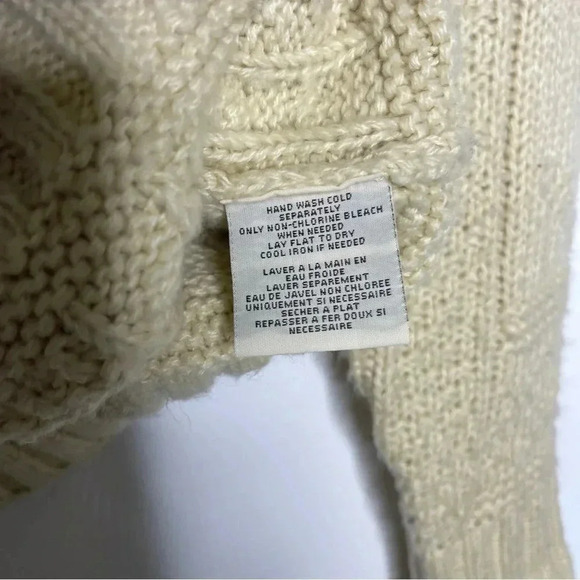 HAND WASH COLD
SEPARATELY
ONLY NON-CHLORINE BLEACH
WHEN NEEDED
LAY FLAT TO DRY
COOL IRON IF NEEDED
LAVER A LA MAIN EN
EAU FROIDE
LAVER SEPAREMENT
EAU DE JAVEL NON CHLOREE
UNIQUEMENT SI NECESSAIRE
SECHER A PLAT
REPASSER A FER DOUX SI
NECESSAIRE